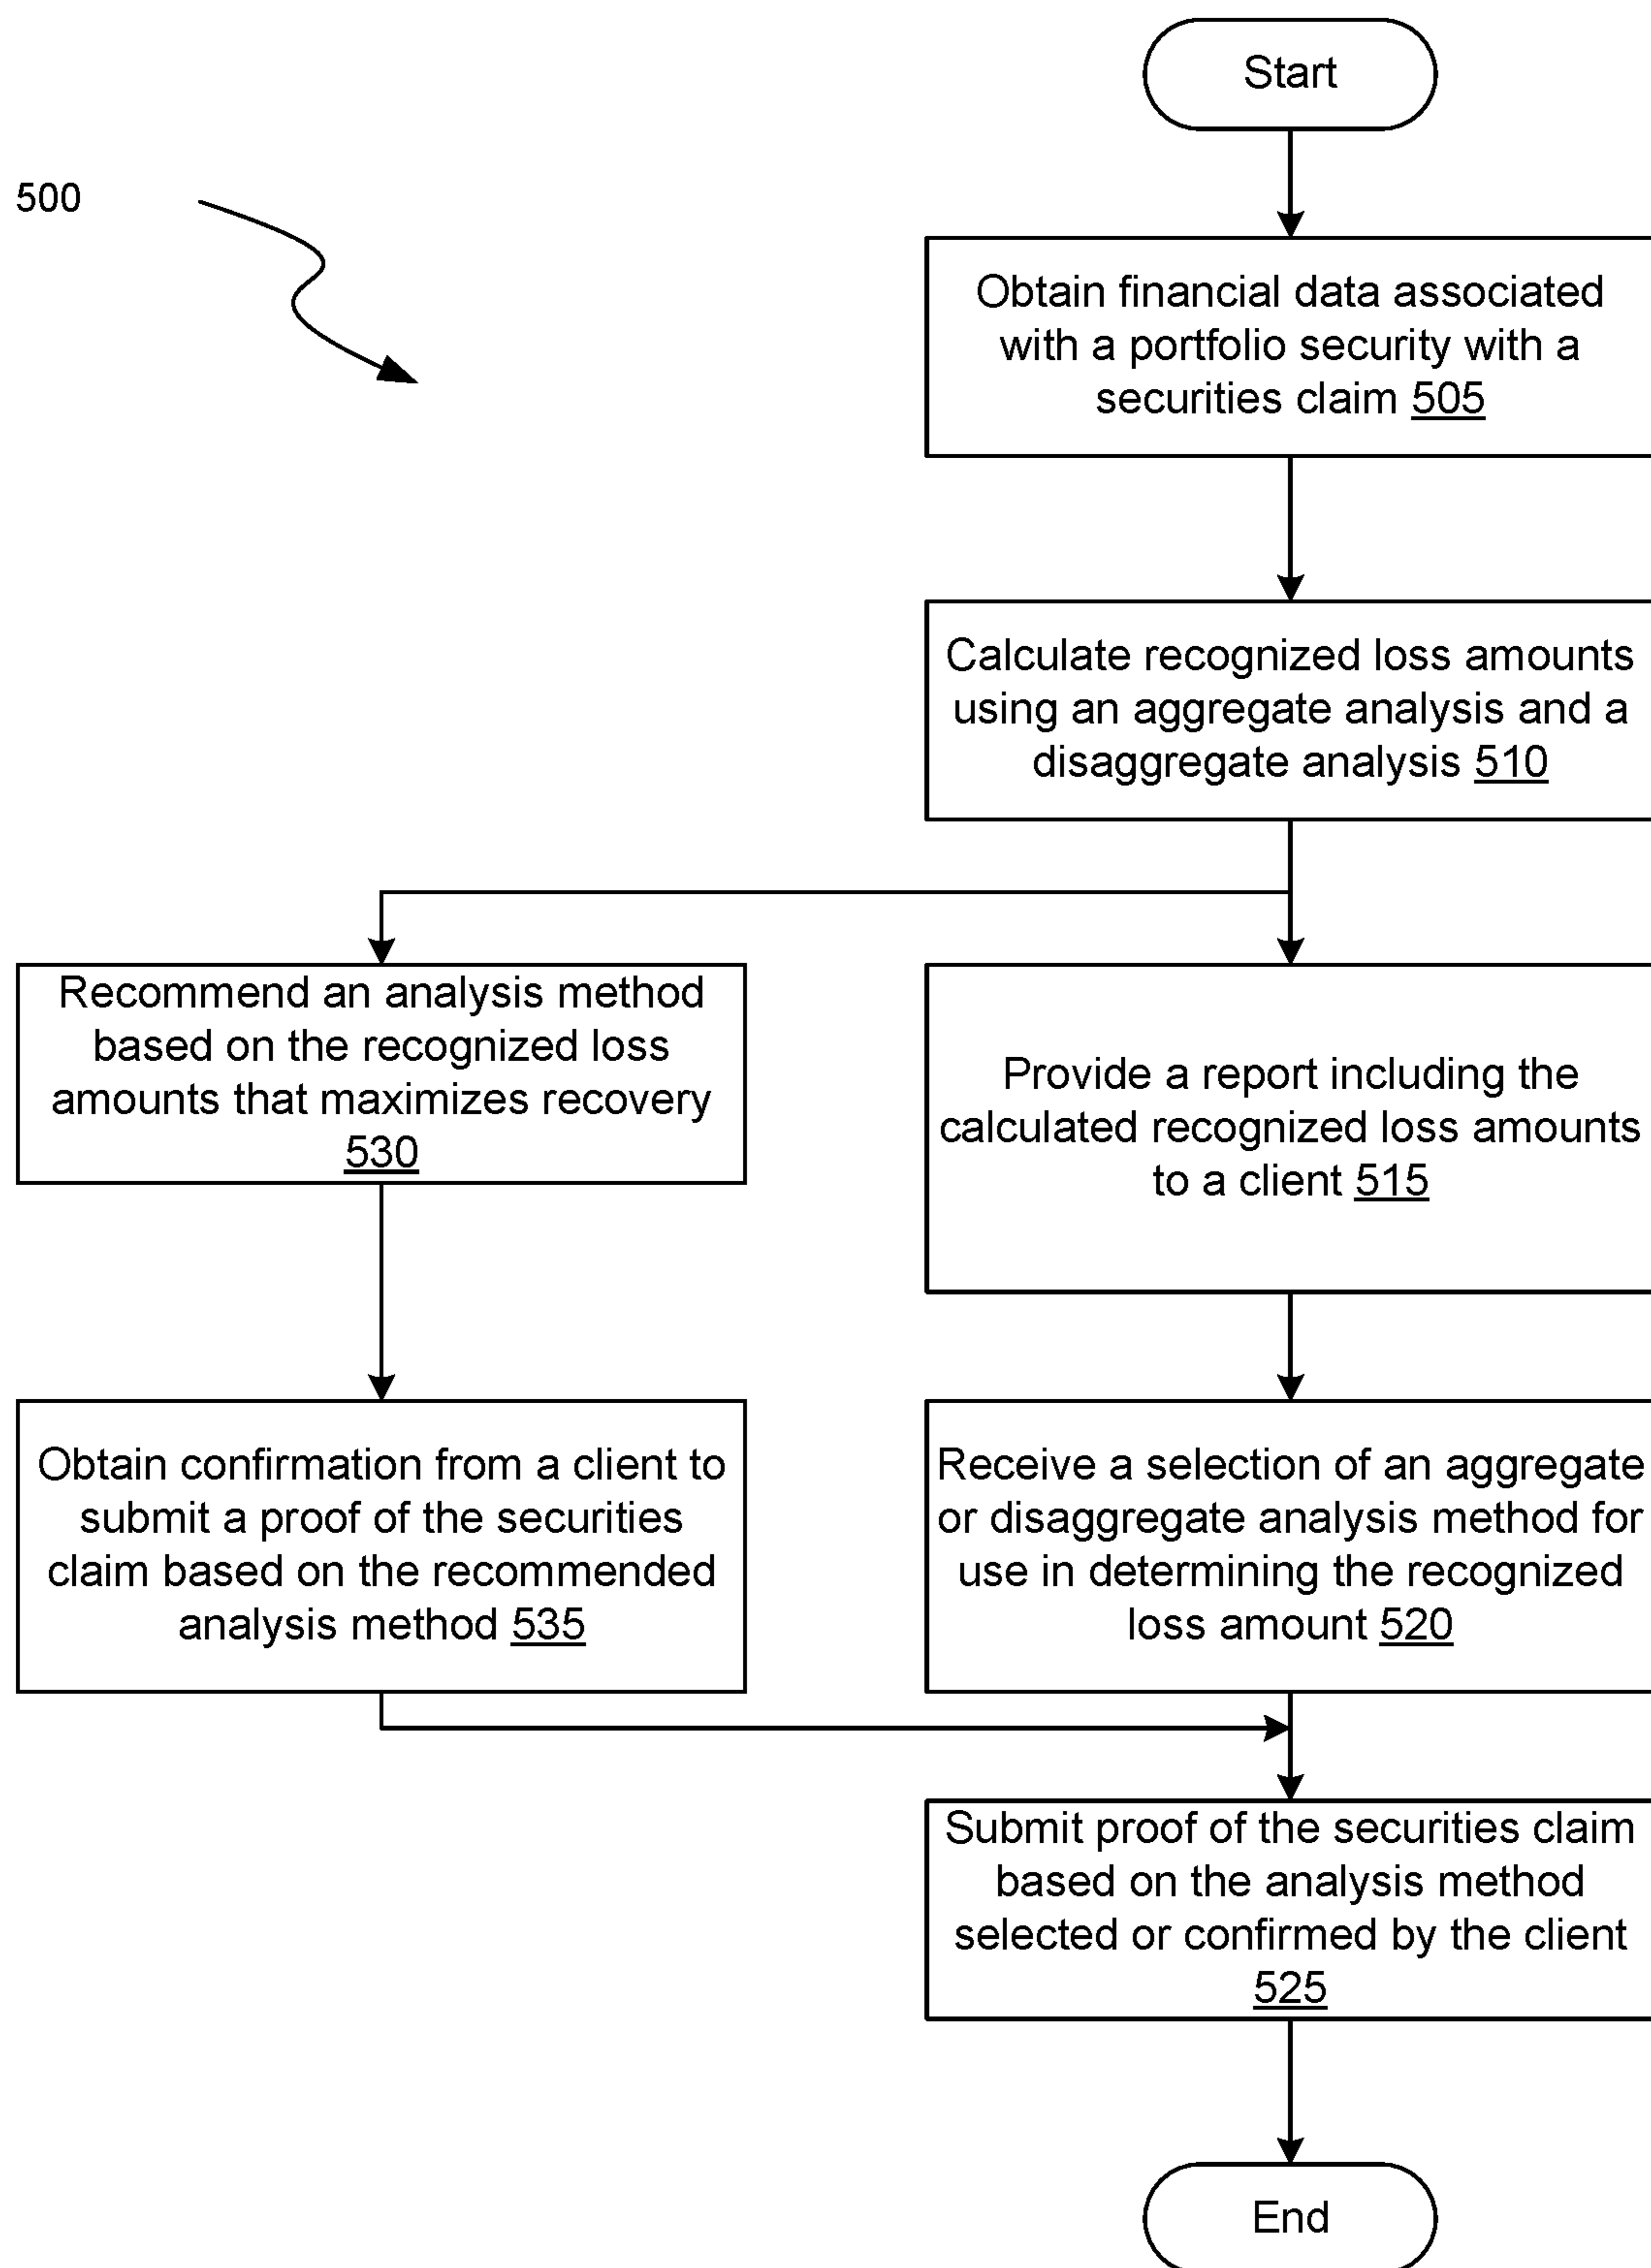 Start
500
Obtain financial data associated
with a portfolio security with a
securities claim 505
Calculate recognized loss amounts
using an aggregate analysis and a
disaggregate analysis 510
Recommend an analysis method
based on the recognized loss
amounts that maximizes recovery
530
Provide a report including the
calculated recognized loss amounts
to a client 515
Obtain confirmation from a client to
submit a proof of the securities
claim based on the recommended
analysis method 535
Receive a selection of an aggregate
or disaggregate analysis method for
use in determining the recognized
loss amount 520
Submit proof of the securities claim
based on the analysis method
selected or confirmed by the client
525
End